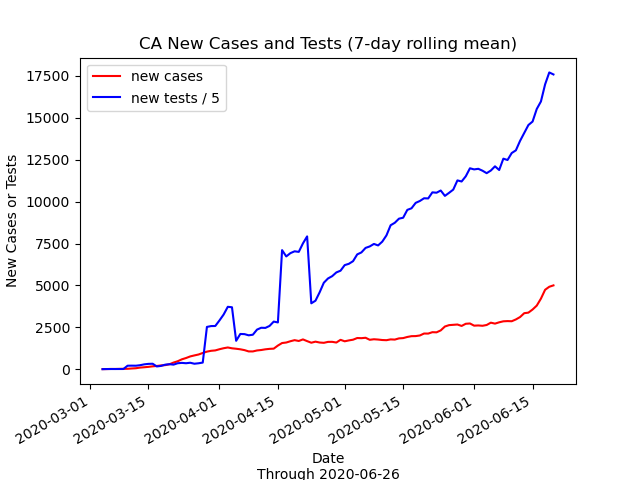 CA New Cases and Tests (7-day rolling mean)
new cases
new tests / 5
New Cases or Tests
17500
15000
12500
10000
7500
5000
2500
0
2020-03-01
2020-03-15
2020-04-01
2020-04-15
2020-05-01
2020-05-15
2020-06-01
2020-06-15
Date
Through 2020-06-26